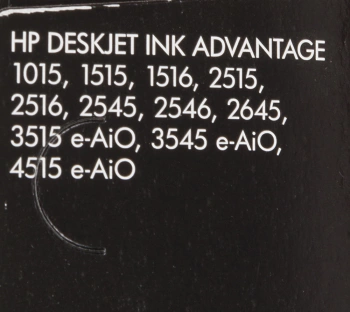 HP DESKJET INK ADVANTAGE
1015, 1515, 1516, 2515,
2516, 2545, 2546, 2645,
3515 e-AiO, 3545 e-AiO,
4515 e-AiO